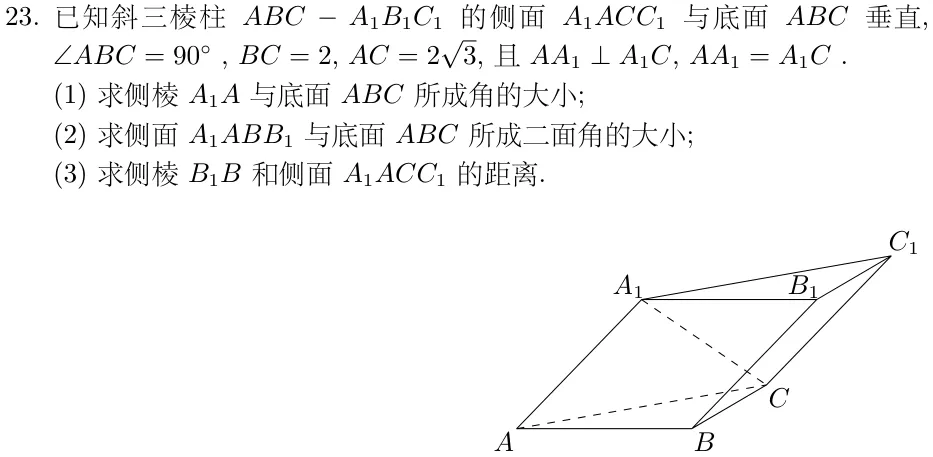 23. 已知斜三棱柱 ABC − A₁B₁C₁ 的侧面 A₁ACC₁ 与底面 ABC 垂直,
∠ABC = 90° , BC = 2, AC = 2√3, 且 AA₁ ⊥ A₁C, AA₁ = A₁C .
(1) 求侧棱 A₁A 与底面 ABC 所成角的大小;
(2) 求侧面 A₁ABB₁ 与底面 ABC 所成二面角的大小;
(3) 求侧棱 B₁B 和侧面 A₁ACC₁ 的距离.
C₁
A₁
B₁
C
A
B